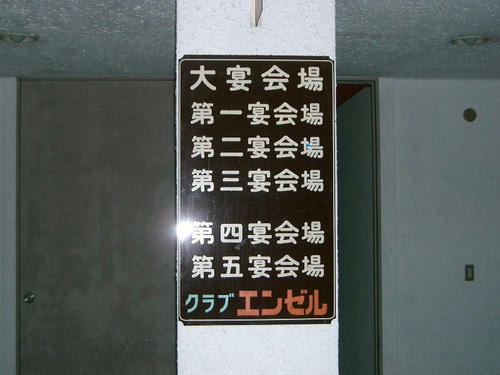 大宴会場
第一宴会場
第二宴会場
第三宴会場
第四宴会場
第五宴会場
クラブ エンゼル